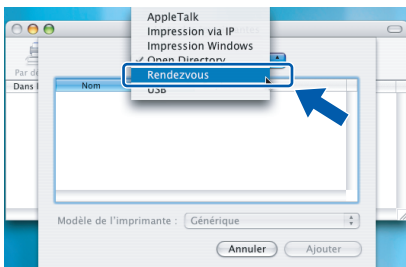 AppleTalk
Impression via IP
Impression Windows
✓ Open Directory
Rendezvous
USB
Par de
Dans l
Nom
Modèle de l'imprimante : Générique
Annuler Ajouter